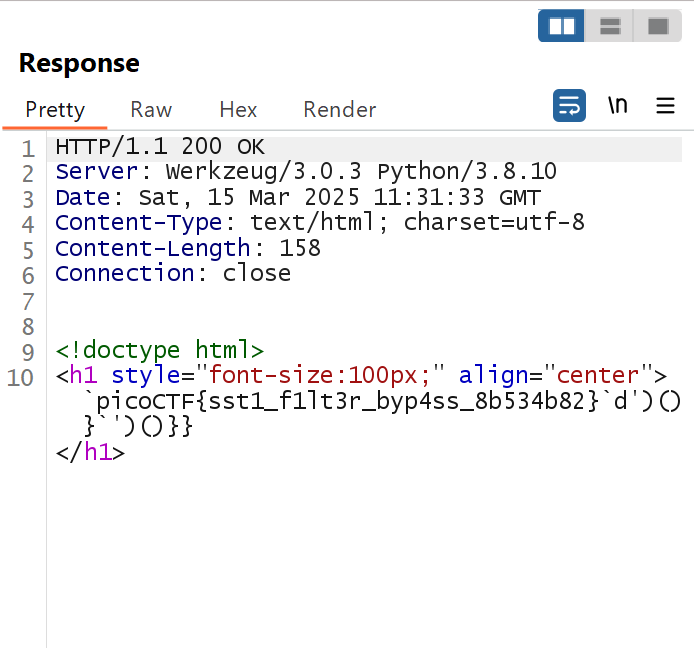 Response
Pretty Raw Hex Render \n
1 HTTP/1.1 200 OK
2 Server: Werkzeug/3.0.3 Python/3.8.10
3 Date: Sat, 15 Mar 2025 11:31:33 GMT
4 Content-Type: text/html; charset=utf-8
5 Content-Length: 158
6 Connection: close
7
8
9 <!doctype html>
10 <h1 style="font-size:100px;" align="center">
`picoCTF{sst1_f1lt3r_byp4ss_8b534b82}`d')()
}`')()}}
</h1>